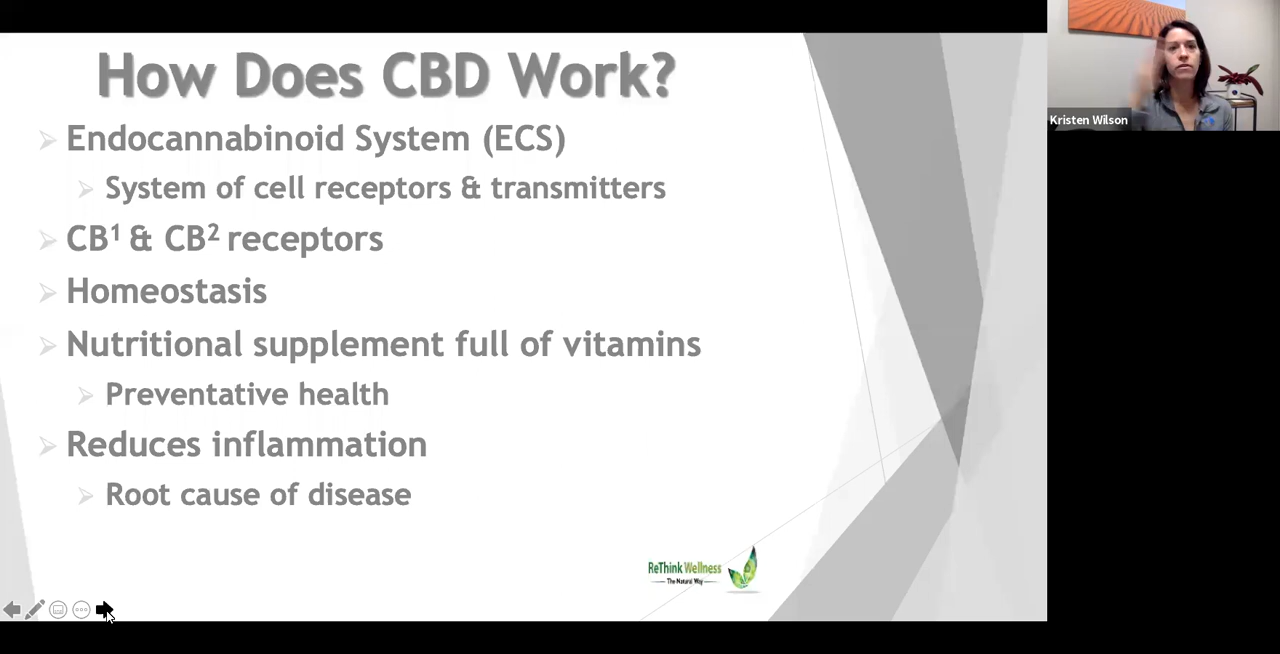 How Does CBD Work?
Endocannabinoid System (ECS)
System of cell receptors & transmitters
CB¹ & CB² receptors
Homeostasis
Nutritional supplement full of vitamins
Preventative health
Reduces inflammation
Root cause of disease
ReThink Wellness
The Natural Way
Kristen Wilson